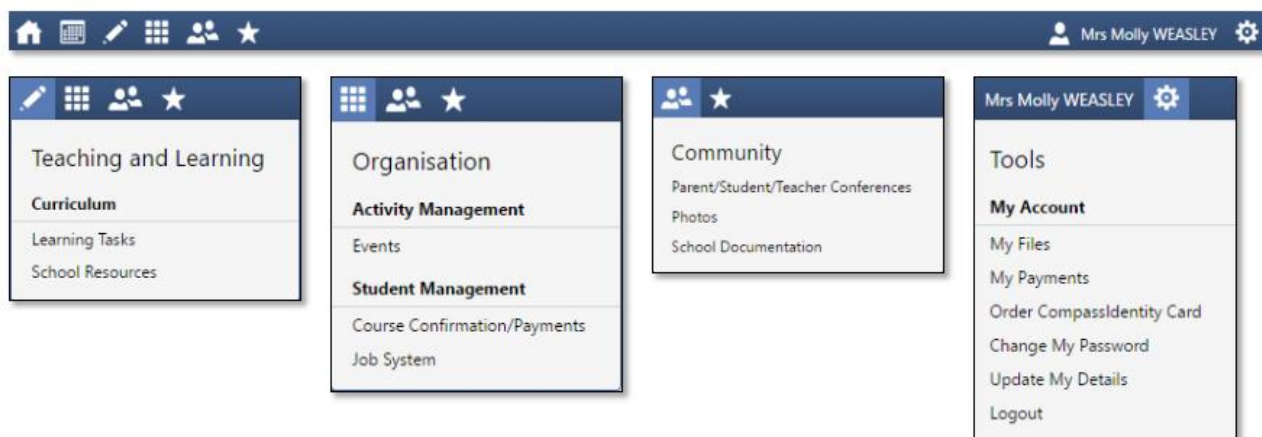 Mrs Molly WEASLEY
Teaching and Learning
Curriculum
Learning Tasks
School Resources
Organisation
Activity Management
Events
Student Management
Course Confirmation/Payments
Job System
Community
Parent/Student/Teacher Conferences
Photos
School Documentation
Mrs Molly WEASLEY
Tools
My Account
My Files
My Payments
Order CompassIdentity Card
Change My Password
Update My Details
Logout